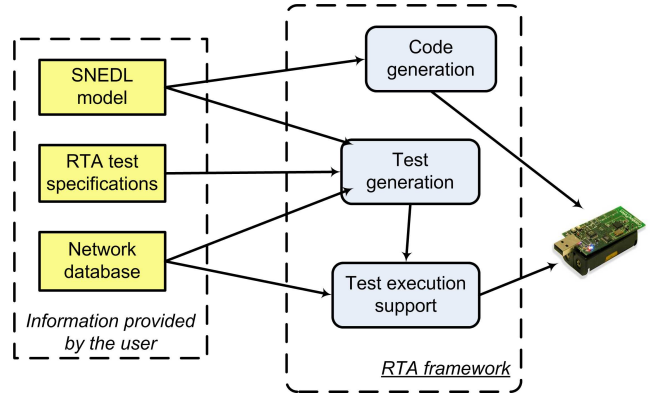 SNEDL
model
RTA test
specifications
Network
database
Information provided
by the user
Code
generation
Test
generation
Test execution
support
RTA framework